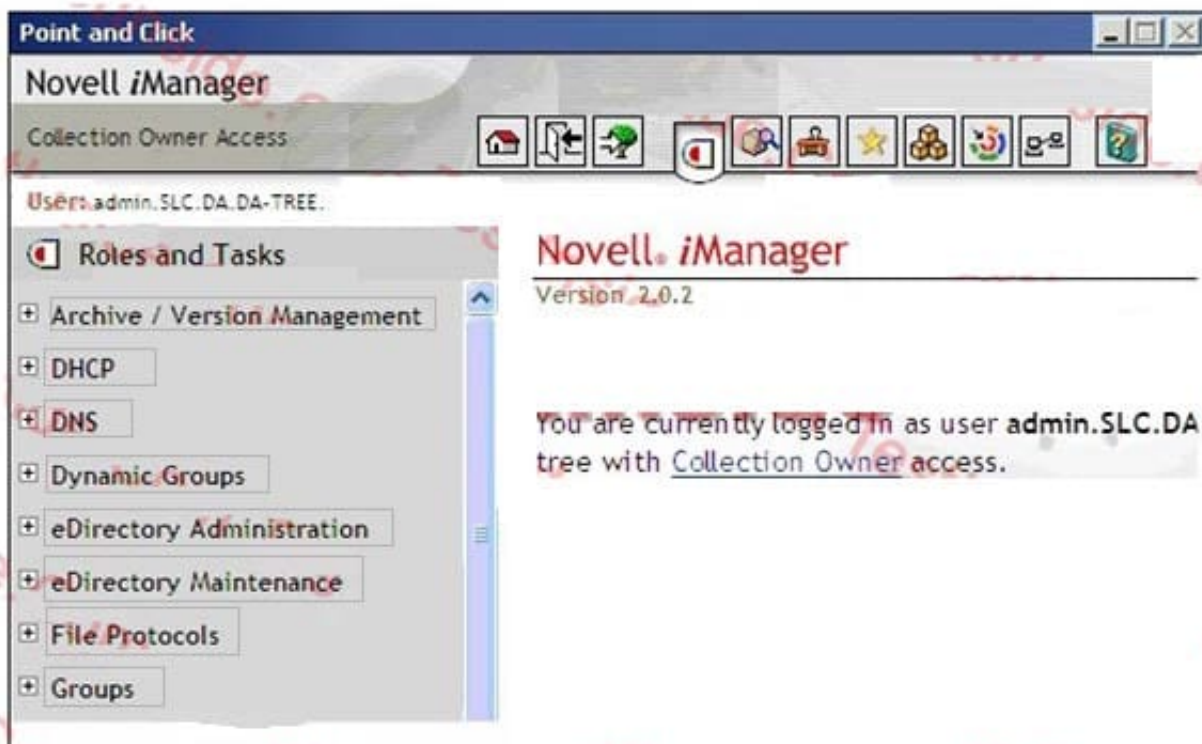 Point and Click
Novell iManager
Collection Owner Access
User: admin.SLC.DA.DA-TREE.
Roles and Tasks
Archive / Version Management
DHCP
DNS
Dynamic Groups
eDirectory Administration
eDirectory Maintenance
File Protocols
Groups
Novell® iManager
Version 2.0.2
You are currently logged in as user admin.SLC.DA
tree with Collection Owner access.